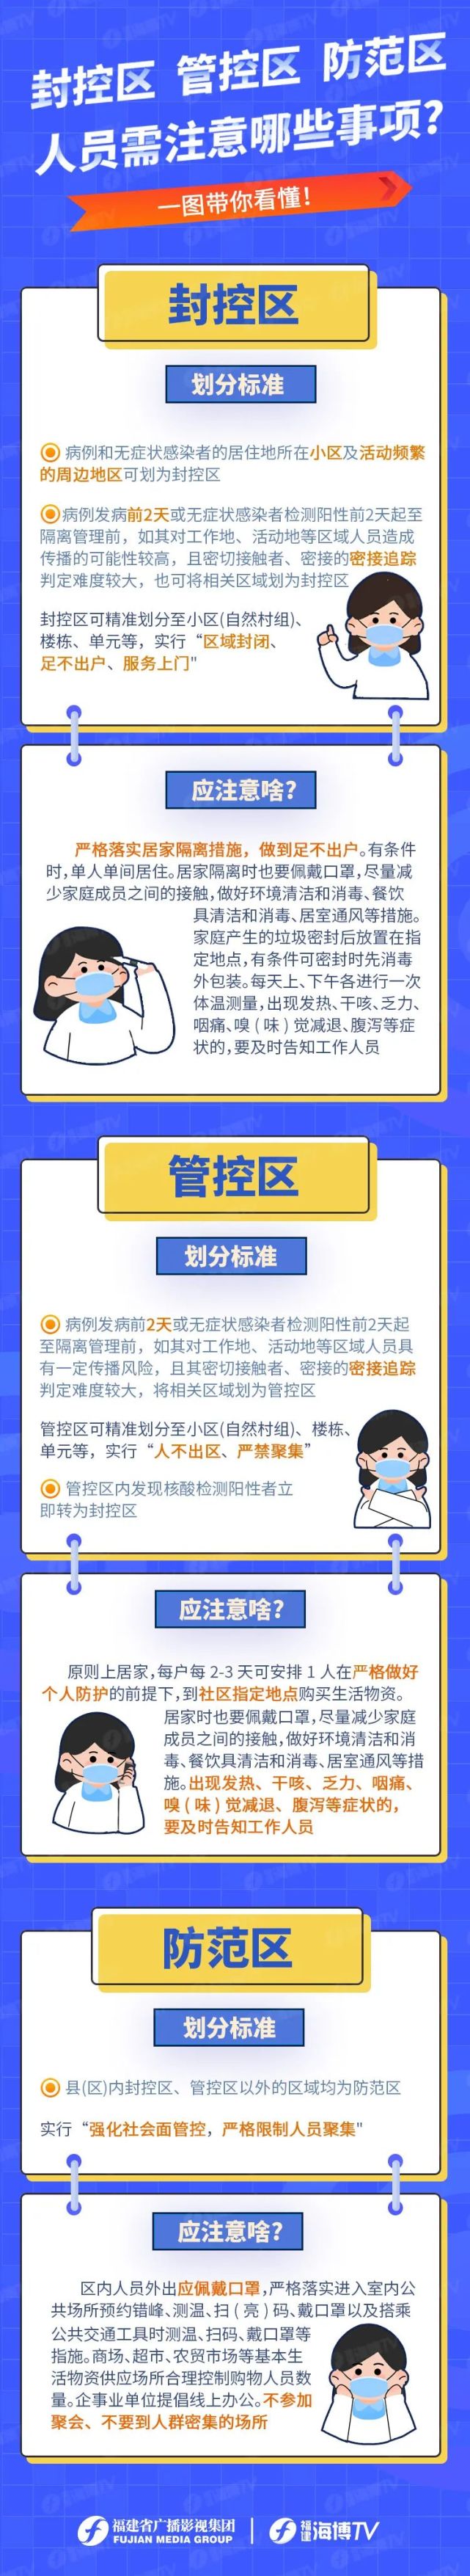 封控区 管控区 防范区
人员需注意哪些事项?
一图带你看懂!
封控区
划分标准
病例和无症状感染者的居住地所在小区及活动频繁
的周边地区可划为封控区
病例发病前2天或无症状感染者检测阳性前2天起至
隔离管理前，如其对工作地、活动地等区域人员造成
传播的可能性较高，且密切接触者、密接的密接追踪
判定难度较大，也可将相关区域划为封控区
封控区可精准划分至小区(自然村组)、
楼栋、单元等，实行“区域封闭、
足不出户、服务上门"
应注意啥?
严格落实居家隔离措施，做到足不出户。有条件
时,单人单间居住。居家隔离时也要佩戴口罩,尽量减
少家庭成员之间的接触,做好环境清洁和消毒、餐饮
具清洁和消毒、居室通风等措施。
家庭产生的垃圾密封后放置在指
定地点,有条件可密封时先消毒
外包装。每天上、下午各进行一次
体温测量,出现发热、干咳、乏力、
咽痛、嗅(味)觉减退、腹泻等症
状的,要及时告知工作人员
管控区
划分标准
病例发病前2天或无症状感染者检测阳性前2天起
至隔离管理前，如其对工作地、活动地等区域人员具
有一定传播风险，且其密切接触者、密接的密接追踪
判定难度较大，将相关区域划为管控区
管控区可精准划分至小区(自然村组)、楼栋、
单元等，实行“人不出区、严禁聚集”
管控区内发现核酸检测阳性者立
即转为封控区
应注意啥?
原则上居家,每户每 2-3 天可安排 1 人在严格做好
个人防护的前提下,到社区指定地点购买生活物资。
居家时也要佩戴口罩,尽量减少家庭
成员之间的接触,做好环境清洁和消
毒、餐饮具清洁和消毒、居室通风等措
施。出现发热、干咳、乏力、咽痛、
嗅(味)觉减退、腹泻等症状的，
要及时告知工作人员
防范区
划分标准
县(区)内封控区、管控区以外的区域均为防范区
实行“强化社会面管控，严格限制人员聚集"
应注意啥?
区内人员外出应佩戴口罩,严格落实进入室内公
共场所预约错峰、测温、扫(亮)码、戴口罩以及搭乘
公共交通工具时测温、扫码、戴口罩等
指施。商场、超市、农贸市场等基本生
活物资供应场所合理控制购物人员数
量。企事业单位提倡线上办公。不参加
聚会、不要到人群密集的场所
福建省广播影视集团
FUJIAN MEDIA GROUP
福建 海博TV